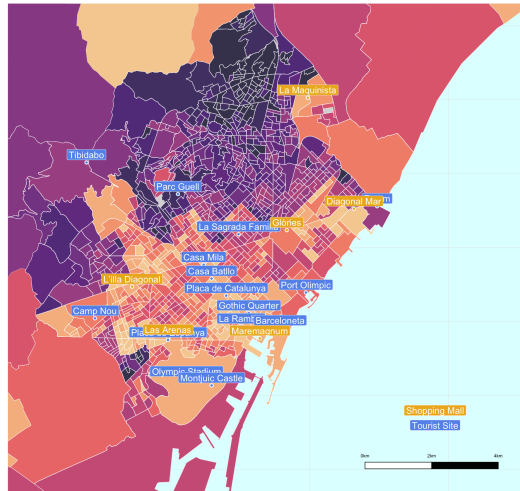 La Maquinista
Tibidabo
Parc Guell
Diagonal Mar
La Sagrada Familia
Glòries
Casa Mila
Casa Batllo
L'illa Diagonal
Placa de Catalunya
Port Olimpic
Gothic Quarter
Camp Nou
La Ramb
Barceloneta
Las Arenas
Maremagnum
Olympic Stadium
Montjuic Castle
Shopping Mall
Tourist Site
0km 2km 4km